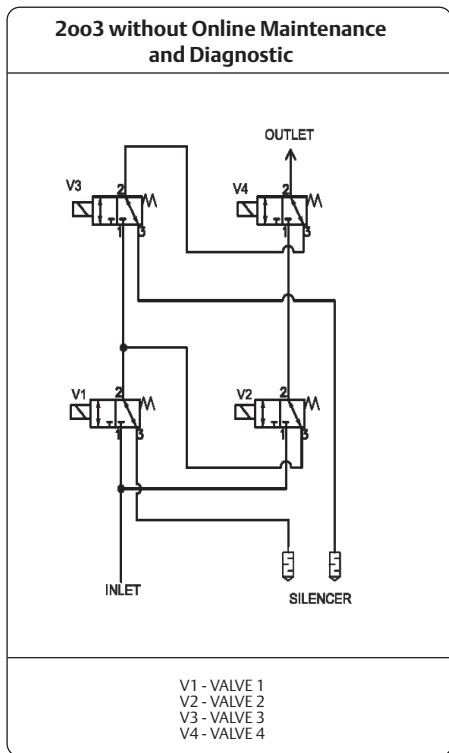 2oo3 without Online Maintenance
and Diagnostic
OUTLET
2
V3
1
3
2
V4
1
3
2
V1
1
3
2
V2
1
3
INLET
SILENCER
V1 - VALVE 1
V2 - VALVE 2
V3 - VALVE 3
V4 - VALVE 4